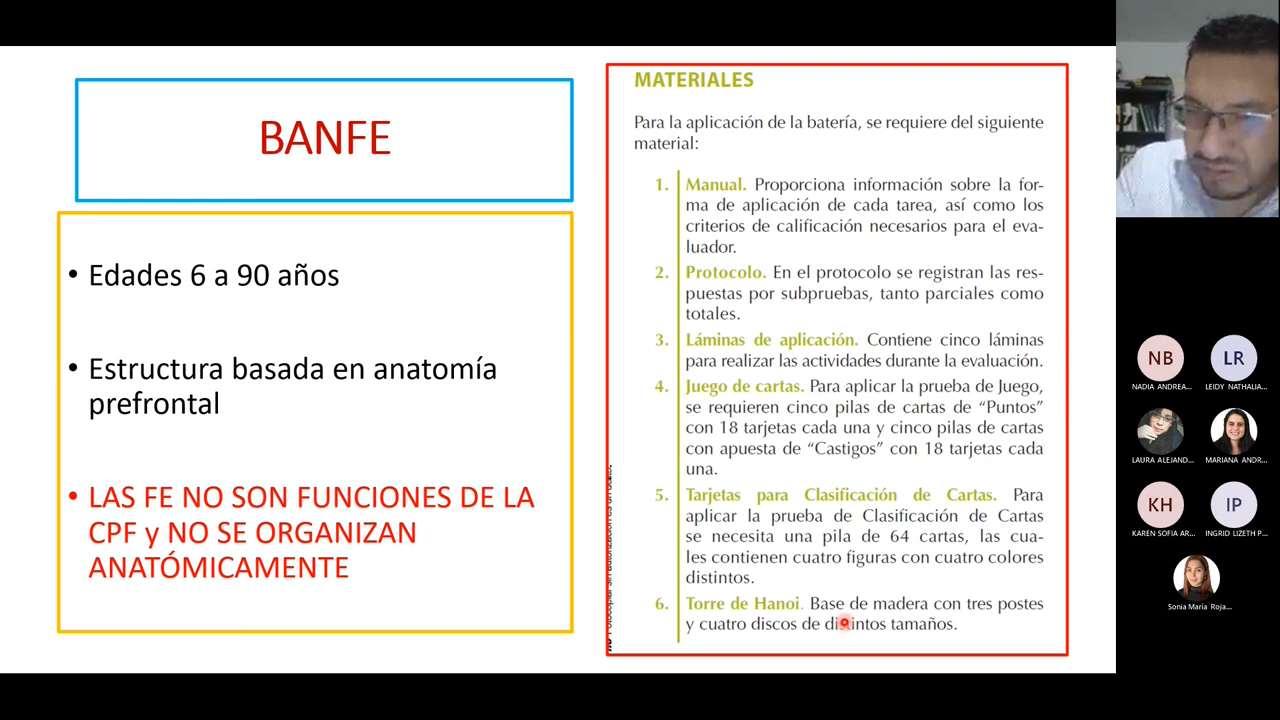 BANFE
• Edades 6 a 90 años
• Estructura basada en anatomía
prefrontal
• LAS FE NO SON FUNCIONES DE LA
CPF y NO SE ORGANIZAN
ANATÓMICAMENTE
MATERIALES
Para la aplicación de la batería, se requiere del siguiente
material:
1. Manual. Proporciona información sobre la for-
ma de aplicación de cada tarea, así como los
criterios de calificación necesarios para el eva-
luador.
2. Protocolo. En el protocolo se registran las res-
puestas por subpruebas, tanto parciales como
totales.
3. Láminas de aplicación. Contiene cinco láminas
para realizar las actividades durante la evaluación.
4. Juego de cartas. Para aplicar la prueba de Juego,
se requieren cinco pilas de cartas de “Puntos”
con 18 tarjetas cada una y cinco pilas de cartas
con apuesta de “Castigos” con 18 tarjetas cada
una.
5. Tarjetas para Clasificación de Cartas. Para
aplicar la prueba de Clasificación de Cartas
se necesita una pila de 64 cartas, las cua-
les contienen cuatro figuras con cuatro colores
distintos.
6. Torre de Hanoi. Base de madera con tres postes
y cuatro discos de distintos tamaños.
NB
NADIA ANDREA...
LR
LEIDY NATHALIA...
LAURA ALEJAND...
MARIANA ANDR...
KH
KAREN SOFIA AR...
IP
INGRID LIZETH P...
Sonia María Roja...